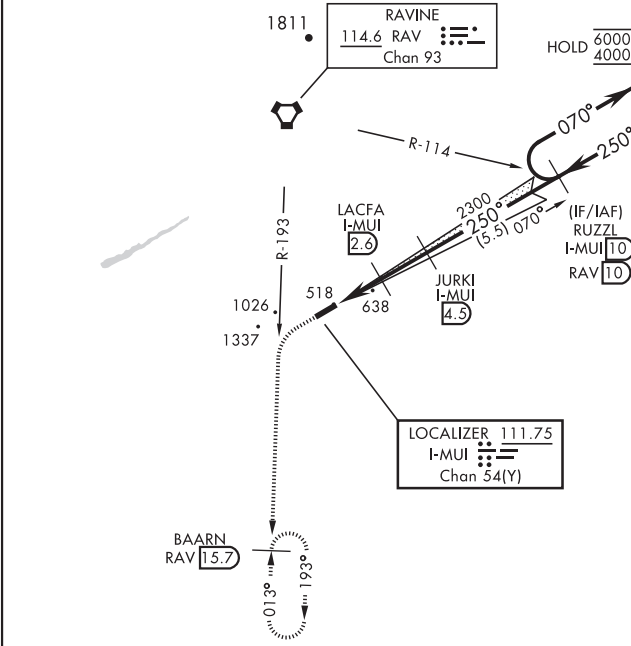 1811
RAVINE
114.6 RAV
Chan 93
HOLD 6000
4000
070°
250°
R-114
R-193
LACFA
I-MUI
2.6
2300
250°
(5.5)
070°
(IF/IAF)
RUZZL
I-MUI 10
RAV 10
JURKI
I-MUI
4.5
1026
518
638
1337
LOCALIZER 111.75
I-MUI
Chan 54(Y)
BAARN
RAV 15.7
013°
193°